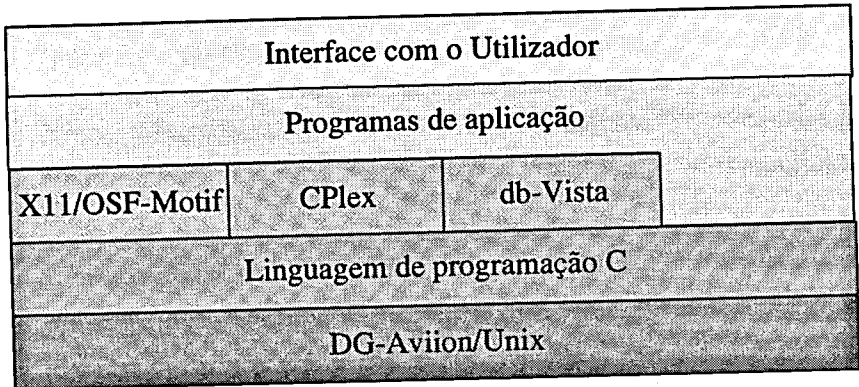 Interface com o Utilizador
Programas de aplicação
X11/OSF-Motif CPlex db-Vista
Linguagem de programação C
DG-Aviion/Unix